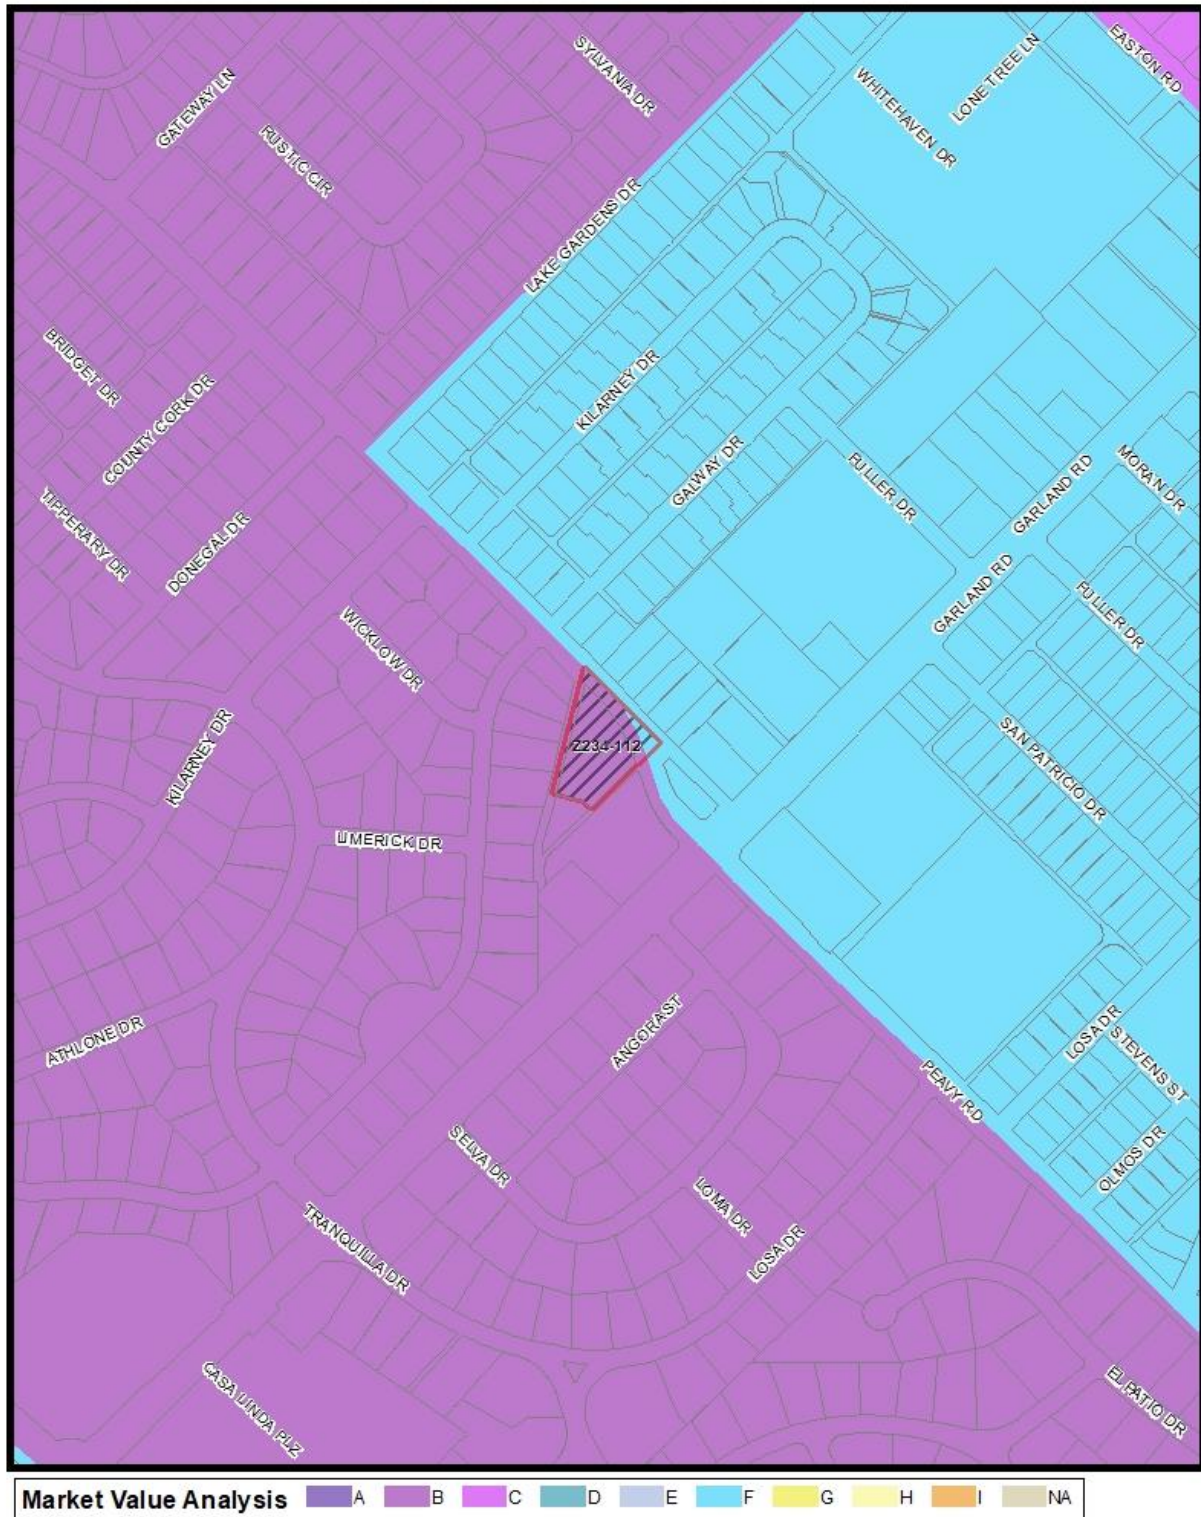 EASTON RD
SYLVANIA DR
LONE TREE LN
GATEWAY LN
WHITEHAVEN DR
RUSTIC CIR
LAKE GARDENS DR
BRIDGET DR
KILARNEY DR
COUNTY CORK DR
GALWAY DR
FULLER DR
GARLAND RD
MORAN DR
TIPPERARY DR
DONEGAL DR
GARLAND RD
FULLER DR
WICKLOW DR
SAN PATRICIO DR
KILARNEY DR
Z234-112
LIMERICK DR
ATHLONE DR
ANGORA ST
LOSA DR
STEVENS ST
PEAVY RD
SELVA DR
OLMOS DR
LOMA DR
LOSA DR
TRANQUILLA DR
CASA LINDA PLZ
EL PATIO DR
Market Value Analysis A B C D E F G H I NA